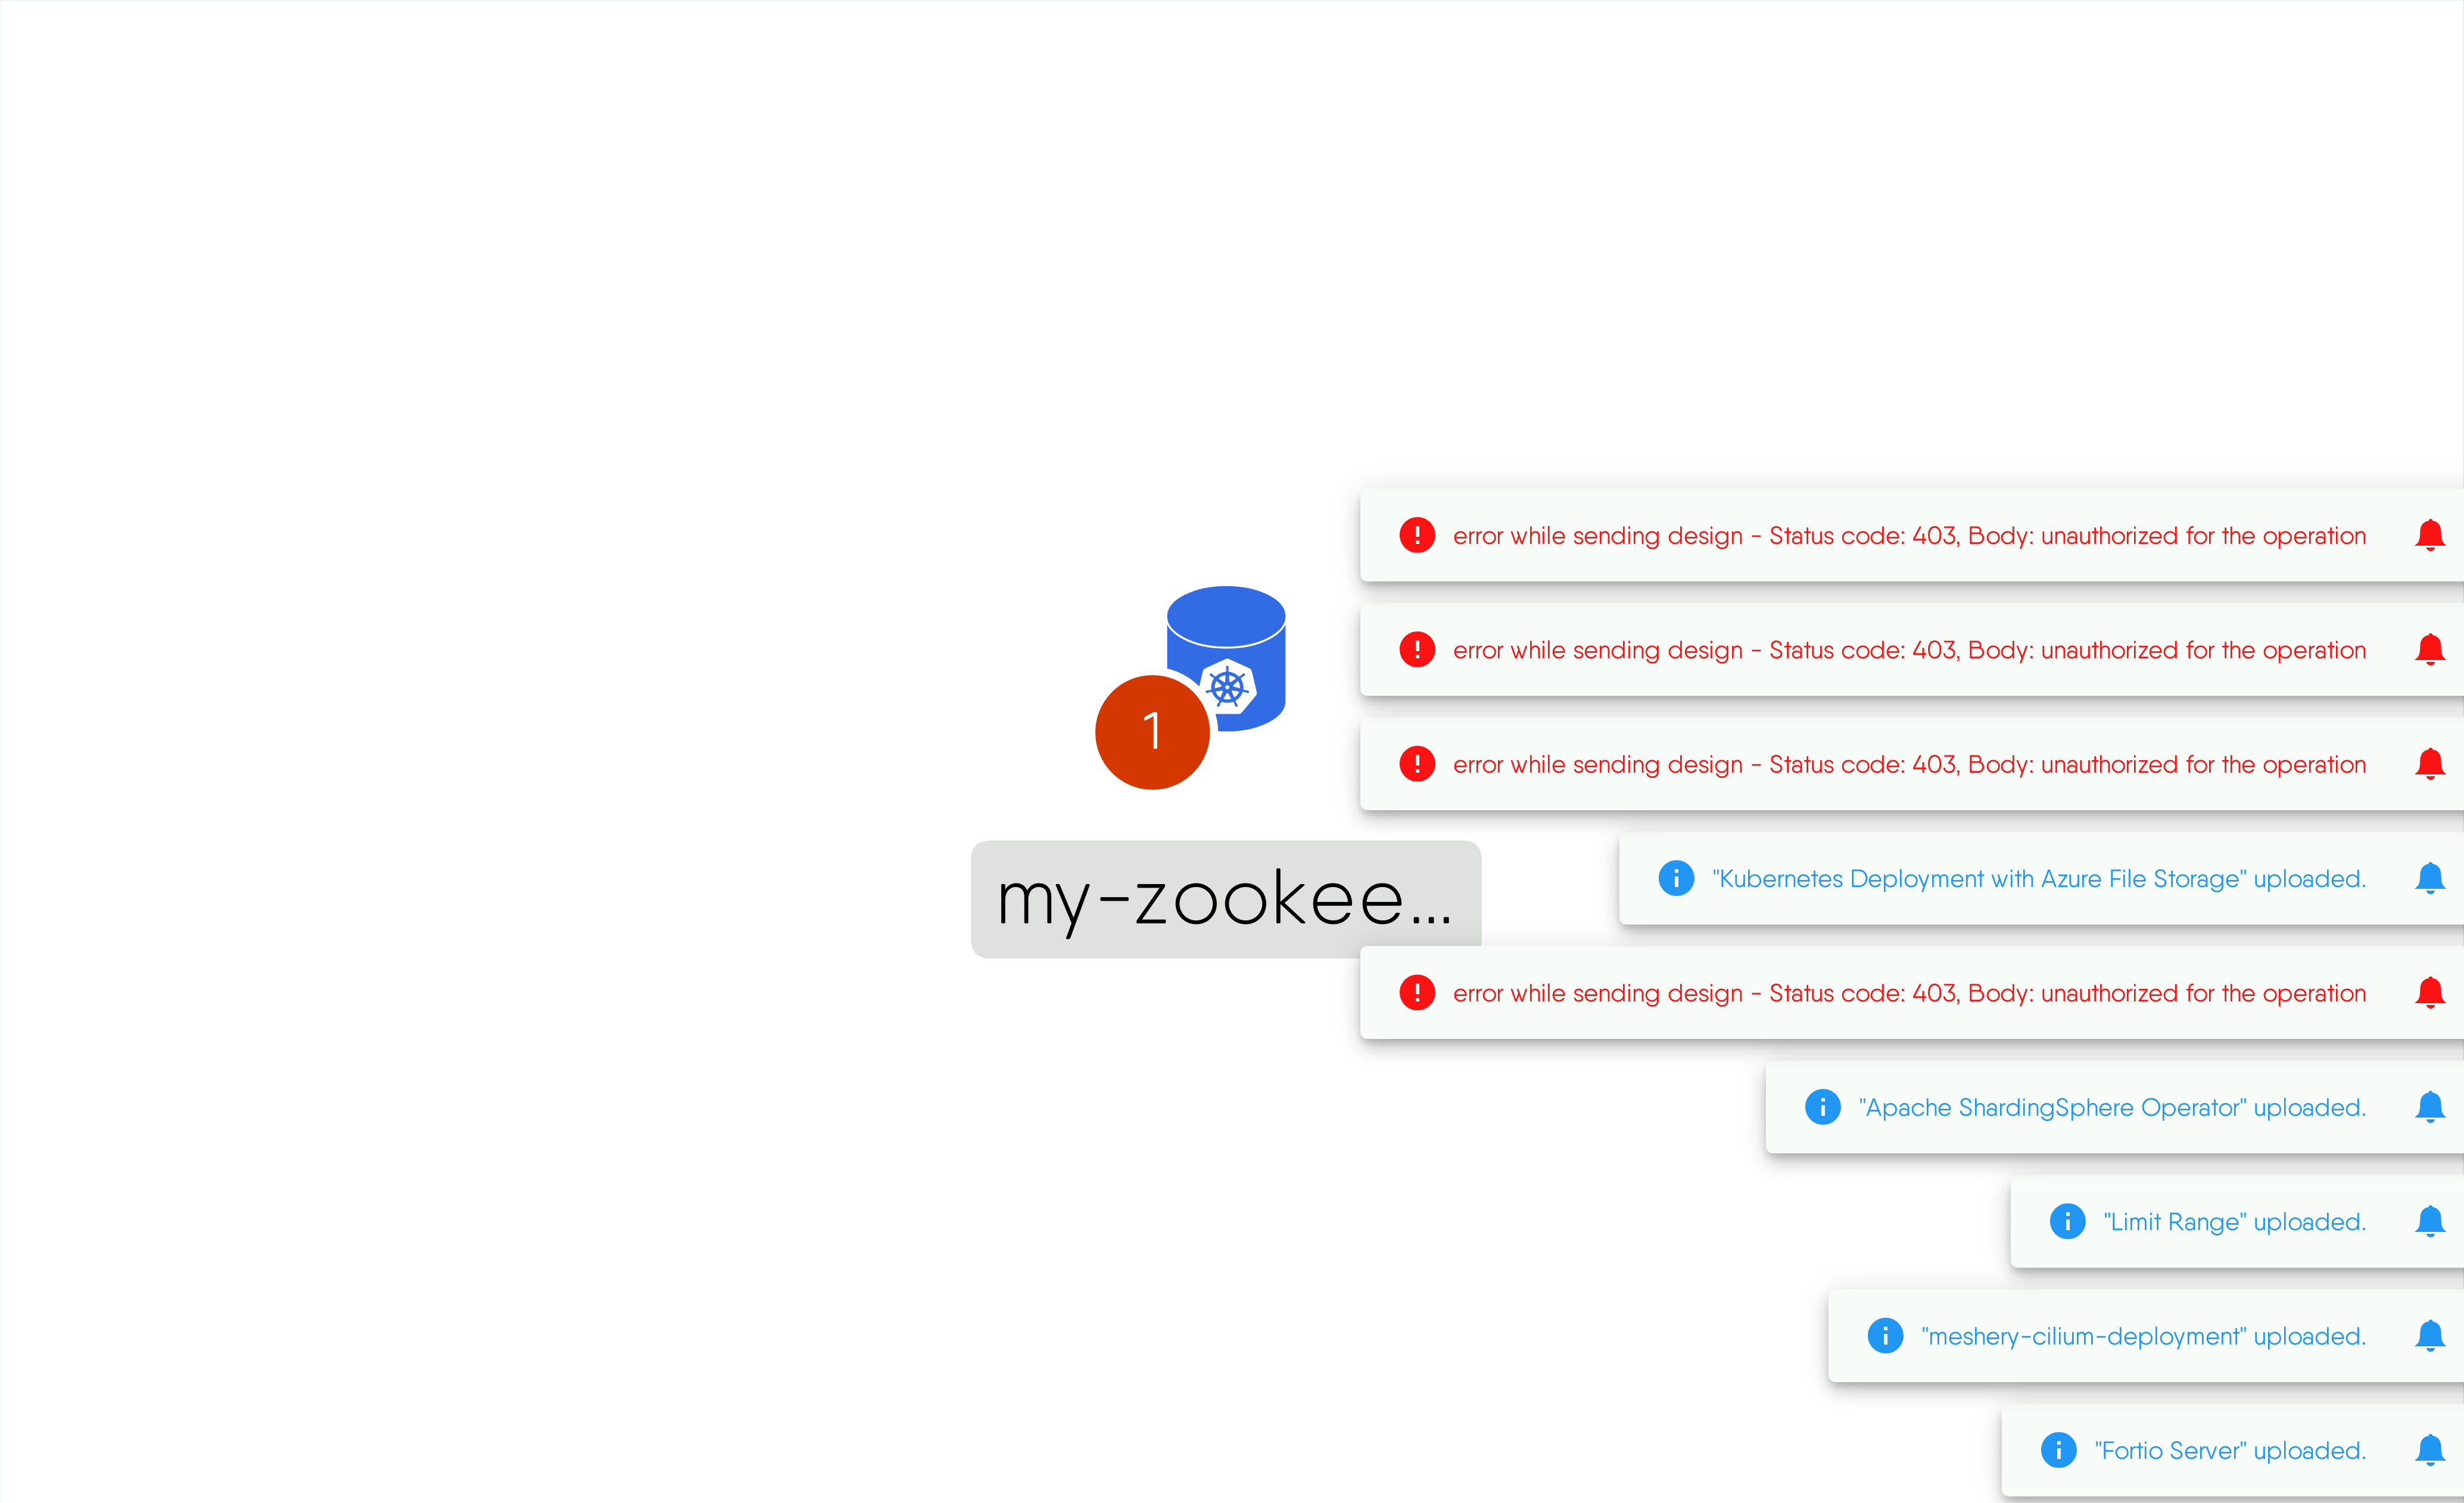 error while sending design - Status code: 403, Body: unauthorized for the operation
error while sending design - Status code: 403, Body: unauthorized for the operation
1
error while sending design - Status code: 403, Body: unauthorized for the operation
my-zookee...
"Kubernetes Deployment with Azure File Storage" uploaded.
error while sending design - Status code: 403, Body: unauthorized for the operation
"Apache ShardingSphere Operator" uploaded.
"Limit Range" uploaded.
"meshery-cilium-deployment" uploaded.
"Fortio Server" uploaded.